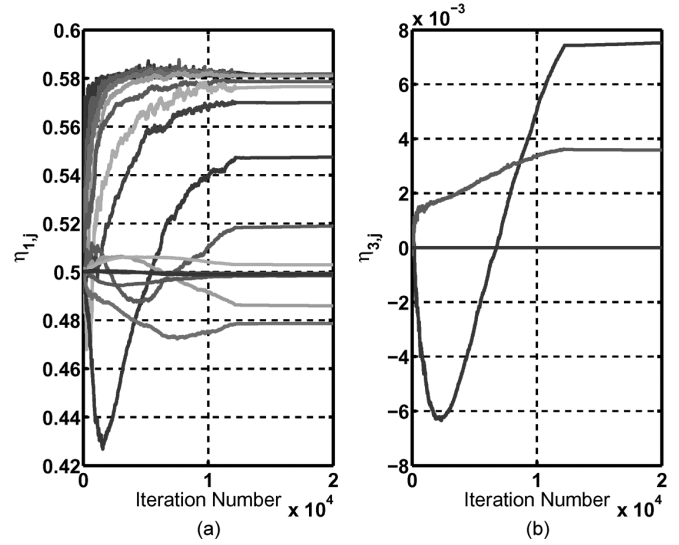 0.6
0.58
0.56
0.54
0.52
0.5
0.48
0.46
0.44
0.42
η1,j
0
1
2
Iteration Number
x 10^4
(a)
x 10^−3
8
6
4
2
0
−2
−4
−6
−8
η3,j
0
1
2
Iteration Number
x 10^4
(b)